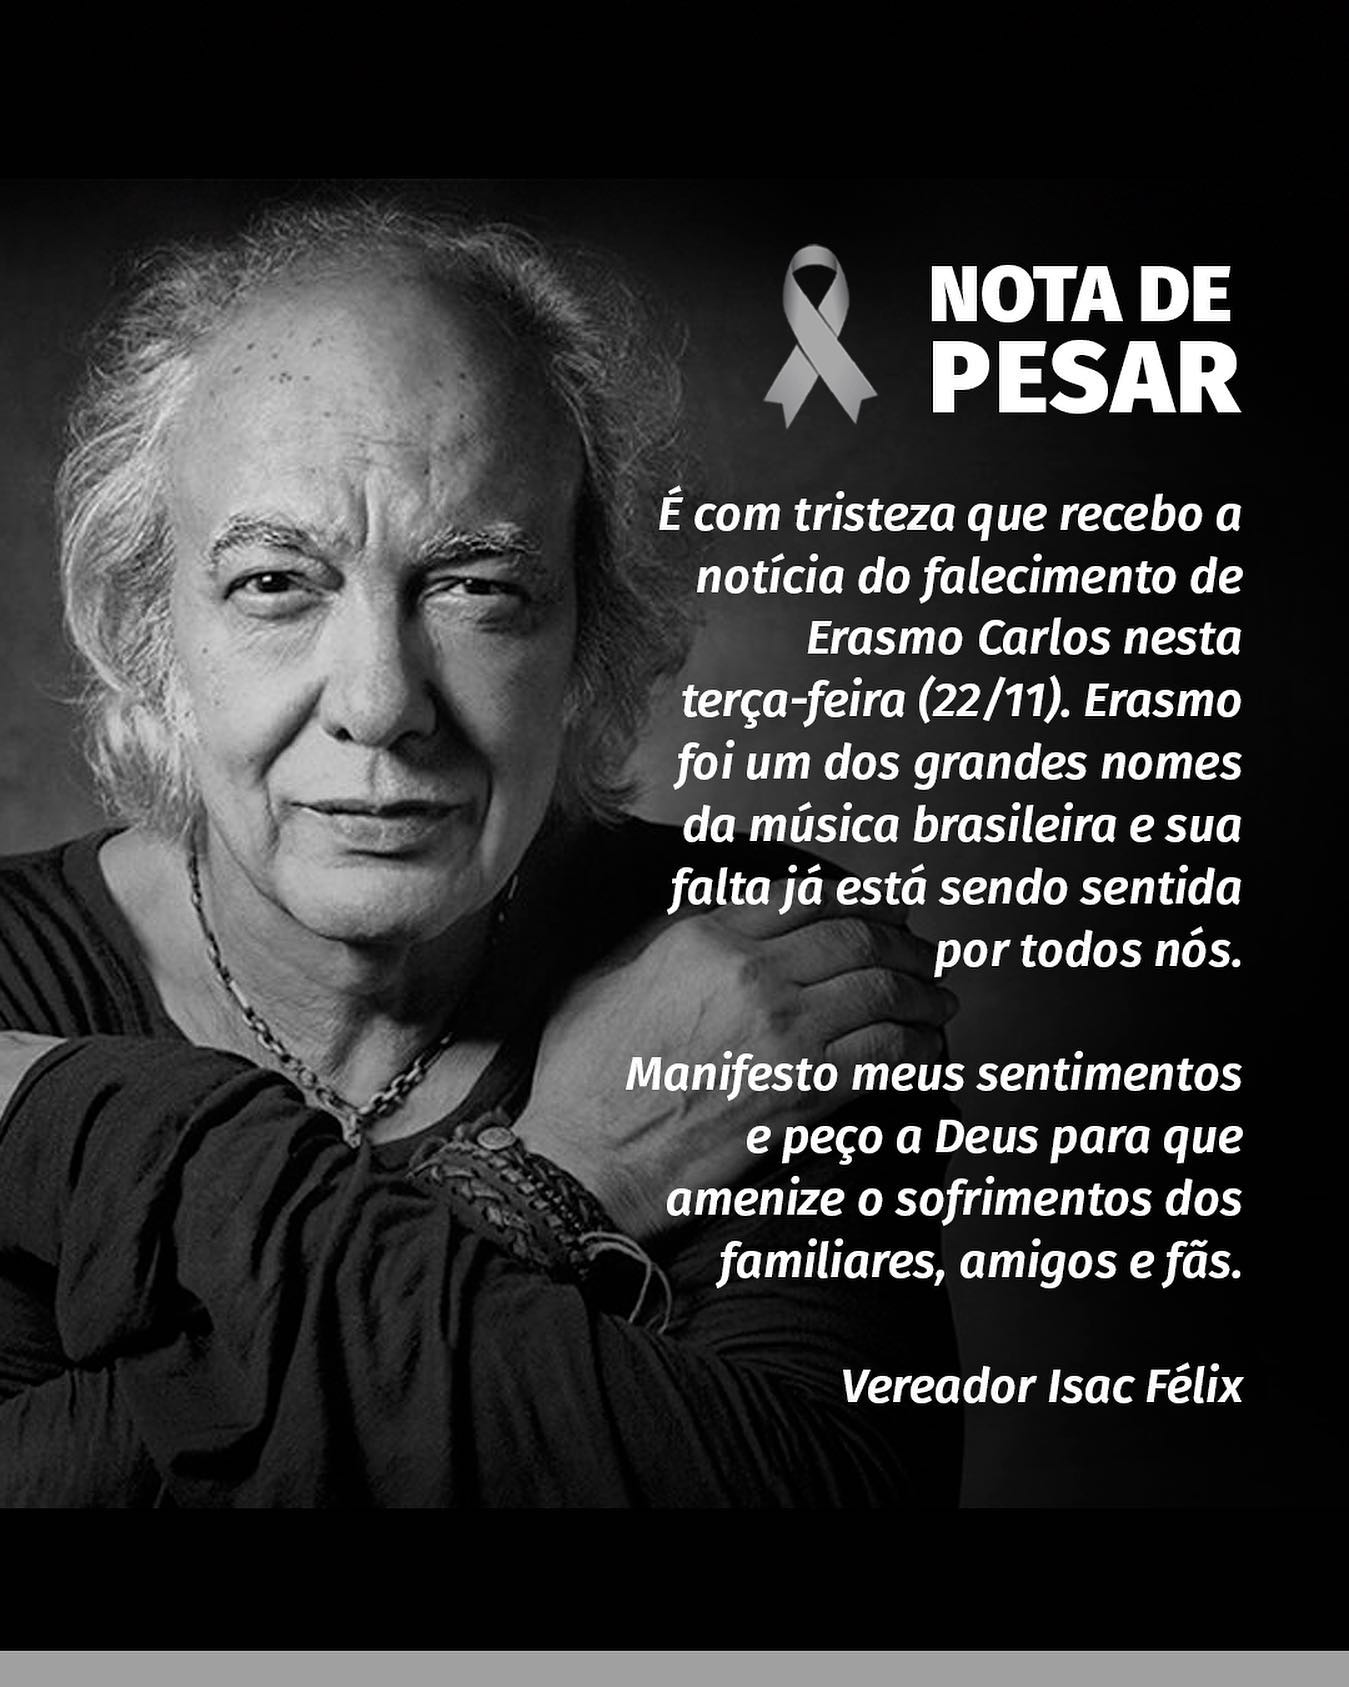 NOTA DE
PESAR
É com tristeza que recebo a
notícia do falecimento de
Erasmo Carlos nesta
terça-feira (22/11). Erasmo
foi um dos grandes nomes
da música brasileira e sua
falta já está sendo sentida
por todos nós.
Manifesto meus sentimentos
e peço a Deus para que
amenize o sofrimentos dos
familiares, amigos e fãs.
Vereador Isac Félix